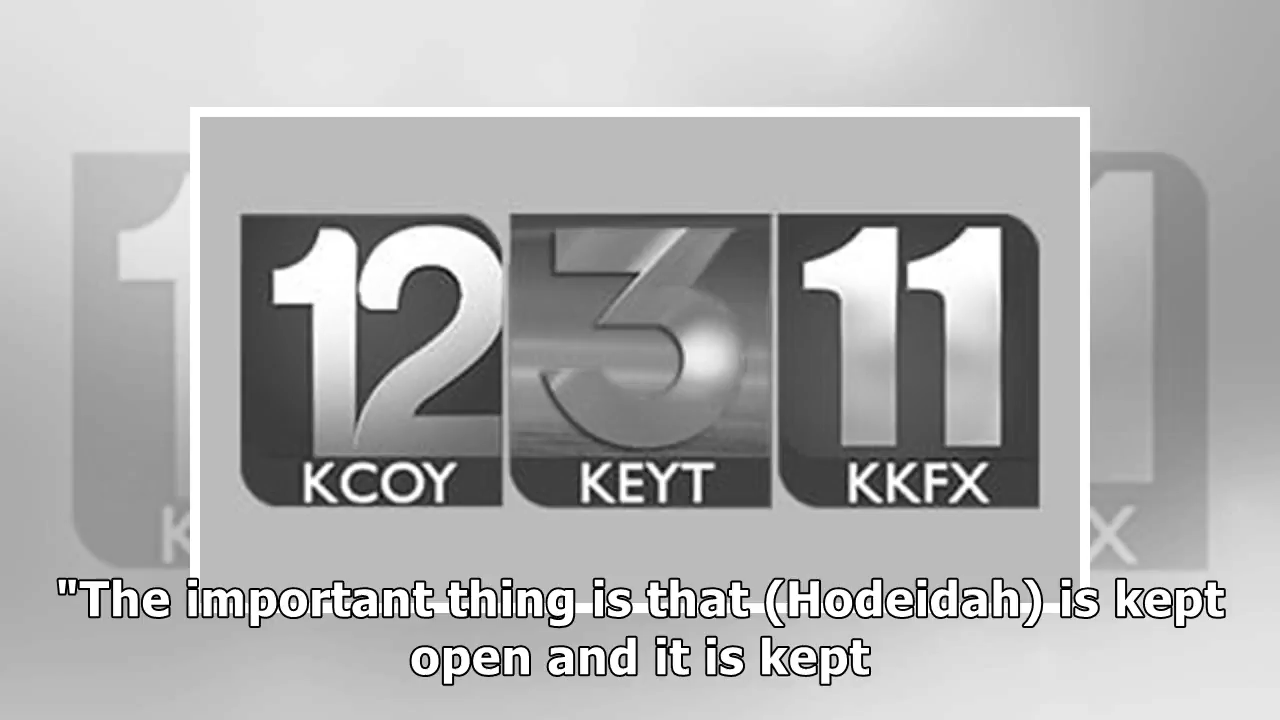 12 3 11
KCOY KEYT KKFX
"The important thing is that (Hodeidah) is kept
open and it is kept